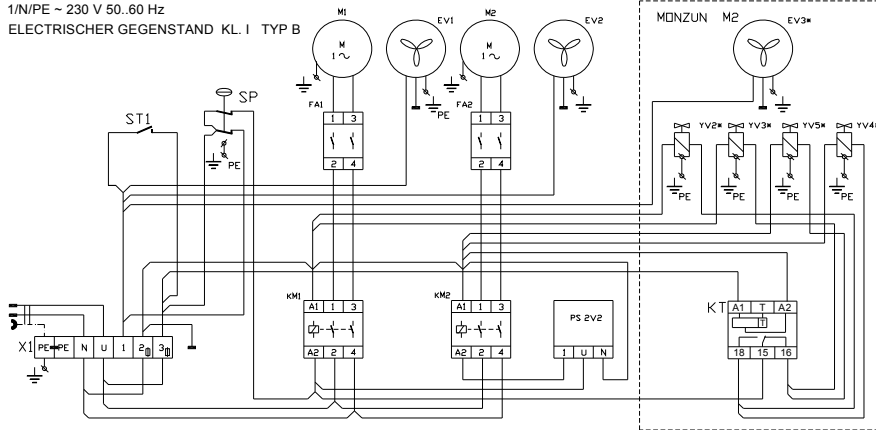 1/N/PE ~ 230 V 50..60 Hz
ELECTRISCHER GEGENSTAND KL. I TYP B
M1
EV1
M2
EV2
MONZUN M2
EV3*
M
1 ~
M
1 ~
SP
ST1
PE
PE
FA1
1 3
2 4
FA2
1 3
2 4
YV2*
YV3*
YV5*
YV4*
PE
PE
PE
PE
KM1
A1 1 3
A2 2 4
KM2
A1 1 3
A2 2 4
PS 2V2
1 U N
KT
A1 T A2
T
18 15 16
X1
PE PE N U 1 2 3